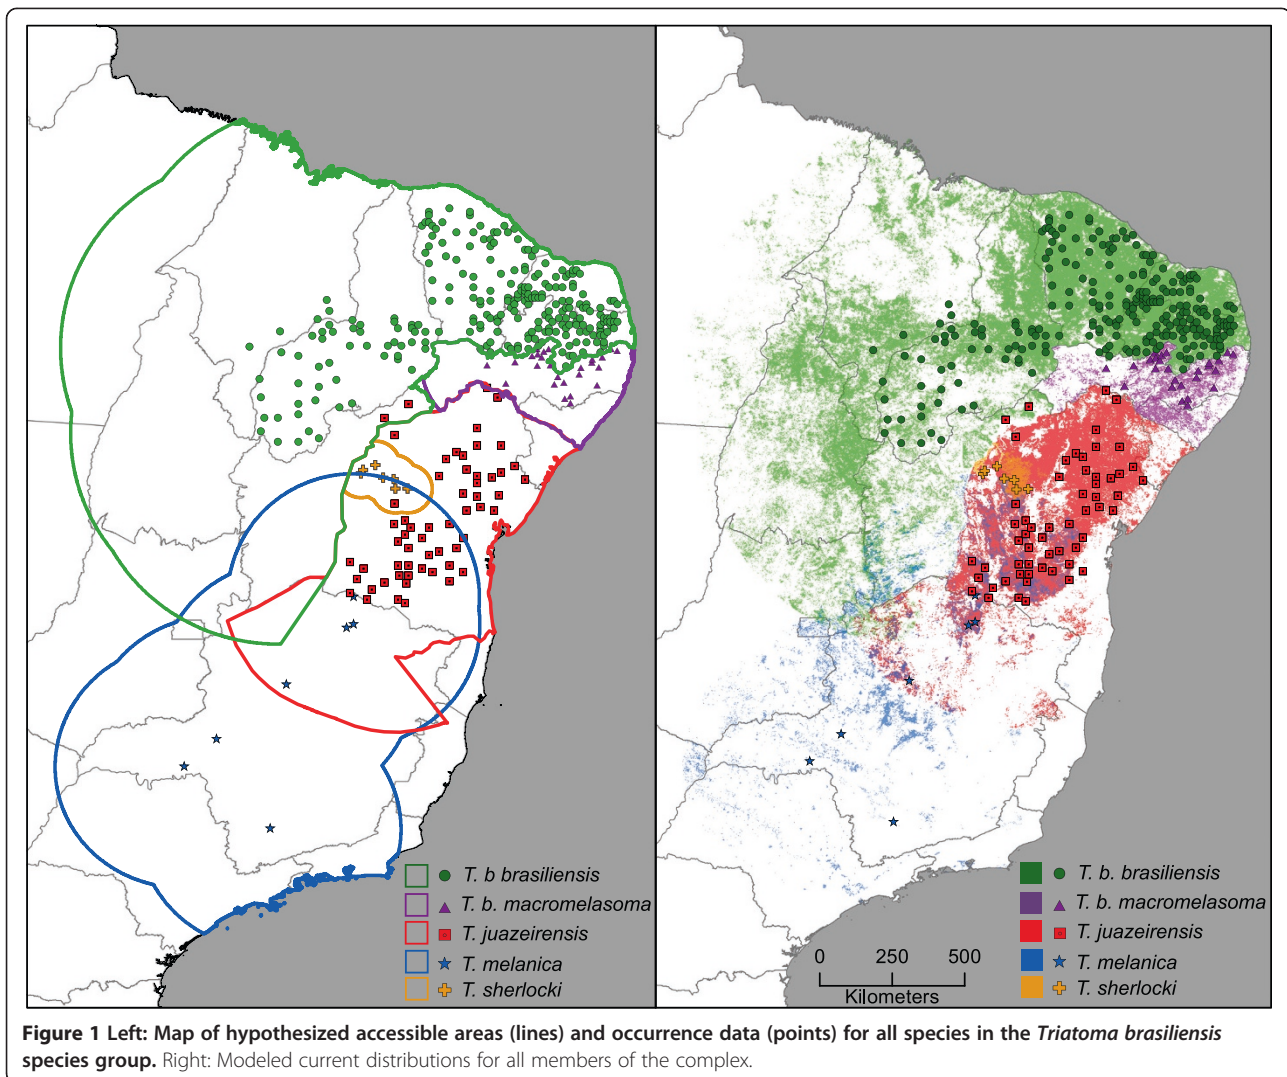 T. b brasiliensis
T. b. macromelasoma
T. juazeirensis
T. melanica
T. sherlocki
0 250 500
Kilometers
T. b. brasiliensis
T. b. macromelasoma
T. juazeirensis
T. melanica
T. sherlocki
Figure 1 Left: Map of hypothesized accessible areas (lines) and occurrence data (points) for all species in the Triatoma brasiliensis
species group. Right: Modeled current distributions for all members of the complex.